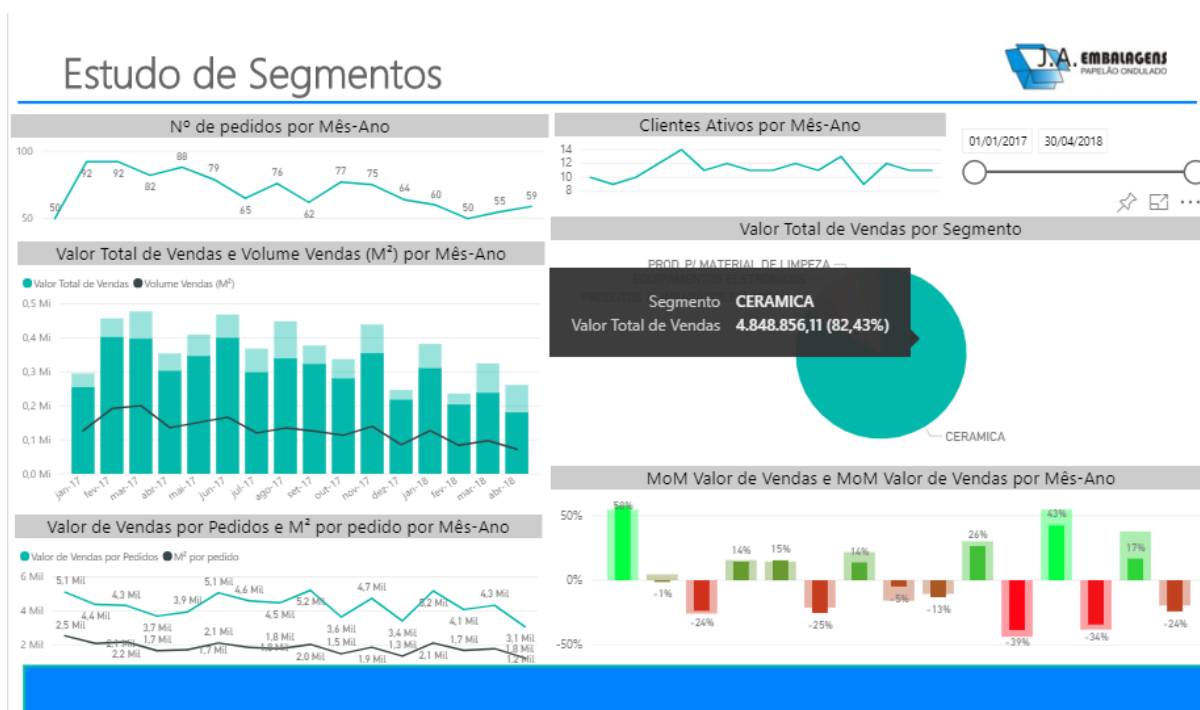 Estudo de Segmentos
J.A. EMBALAGENS
PAPELÃO ONDULADO
Nº de pedidos por Mês-Ano
100
50
50 92 92 82 88 79 65 76 62 77 75 64 60 50 55 59
Clientes Ativos por Mês-Ano
14
12
10
8
01/01/2017 30/04/2018
Valor Total de Vendas e Volume Vendas (M²) por Mês-Ano
Valor Total de Vendas Volume Vendas (M²)
0,5 Mi
0,4 Mi
0,3 Mi
0,2 Mi
0,1 Mi
0,0 Mi
jan-17 fev-17 mar-17 abr-17 mai-17 jun-17 jul-17 ago-17 set-17 out-17 nov-17 dez-17 jan-18 fev-18 mar-18 abr-18
Valor Total de Vendas por Segmento
PROD. P/ MATERIAL DE LIMPEZA
Segmento CERAMICA
Valor Total de Vendas 4.848.856,11 (82,43%)
CERAMICA
Valor de Vendas por Pedidos e M² por pedido por Mês-Ano
Valor de Vendas por Pedidos M² por pedido
6 Mil
4 Mil
2 Mil
5,1 Mil 4,4 Mil 4,3 Mil 3,7 Mil 3,9 Mil 5,1 Mil 4,6 Mil 4,5 Mil 5,2 Mil 3,6 Mil 4,7 Mil 3,4 Mil 5,2 Mil 4,1 Mil 4,3 Mil 3,1 Mil
2,5 Mil 2,1 Mil 2,2 Mil 1,7 Mil 1,7 Mil 2,1 Mil 1,8 Mil 1,8 Mil 2,0 Mil 1,5 Mil 1,9 Mil 1,3 Mil 2,1 Mil 1,7 Mil 1,8 Mil 1,2 Mil
MoM Valor de Vendas e MoM Valor de Vendas por Mês-Ano
50%
0%
-50%
58% -1% -24% 14% 15% -25% 14% -5% -13% 26% -39% 43% -34% 17% -24%